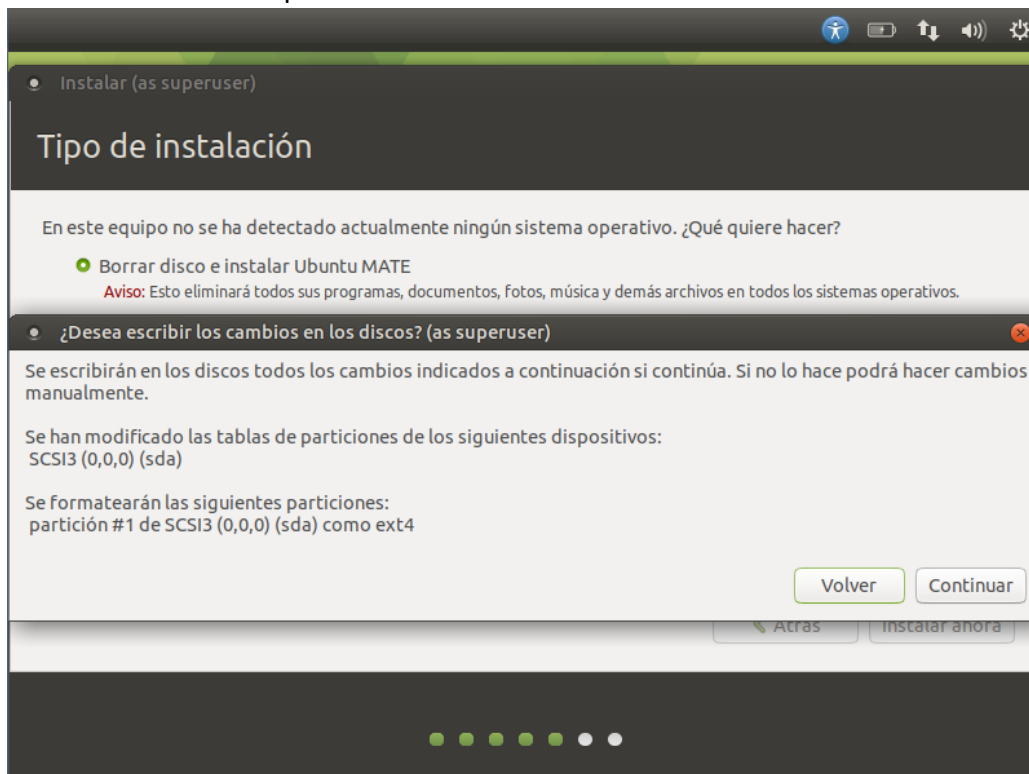 Instalar (as superuser)
Tipo de instalación
En este equipo no se ha detectado actualmente ningún sistema operativo. ¿Qué quiere hacer?
Borrar disco e instalar Ubuntu MATE
Aviso: Esto eliminará todos sus programas, documentos, fotos, música y demás archivos en todos los sistemas operativos.
¿Desea escribir los cambios en los discos? (as superuser)
Se escribirán en los discos todos los cambios indicados a continuación si continúa. Si no lo hace podrá hacer cambios
manualmente.
Se han modificado las tablas de particiones de los siguientes dispositivos:
SCSI3 (0,0,0) (sda)
Se formatearán las siguientes particiones:
partición #1 de SCSI3 (0,0,0) (sda) como ext4
Volver Continuar
Atrás Instalar ahora